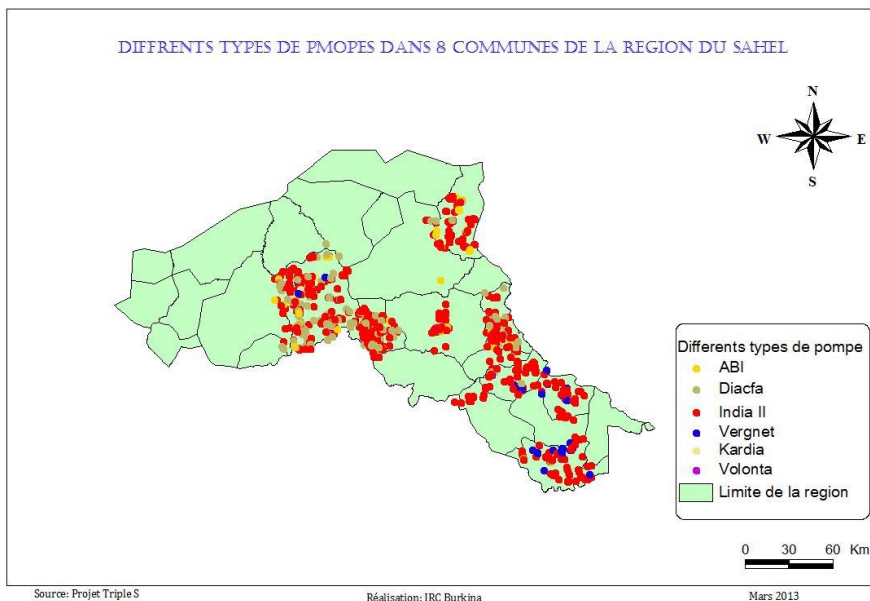 DIFFRENTS TYPES DE PMOPES DANS 8 COMMUNES DE LA REGION DU SAHEL
N
W E
S
Differents types de pompe
ABI
Diacfa
India II
Vergnet
Kardia
Volonta
Limite de la region
0 30 60 Km
Source: Projet Triple S Réalisation: IRC Burkina Mars 2013